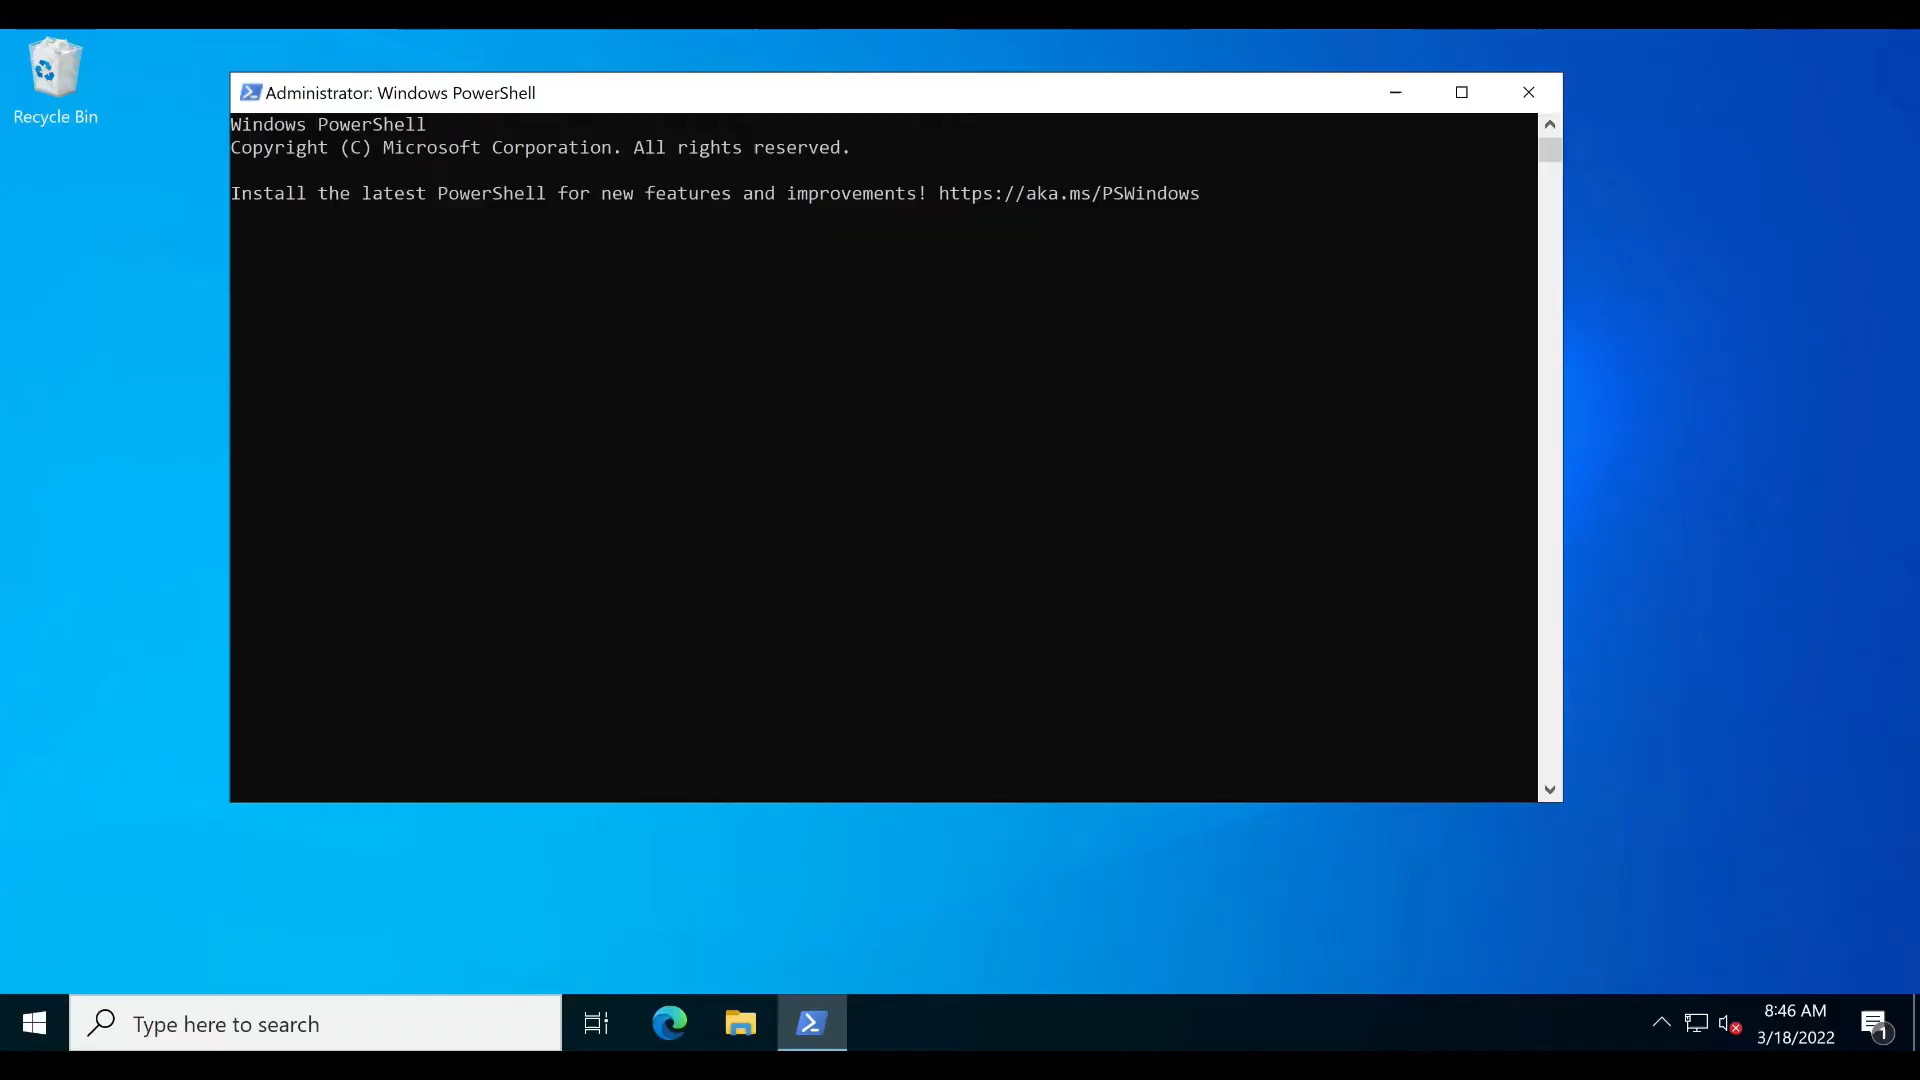 Recycle Bin
Administrator: Windows PowerShell
Windows PowerShell
Copyright (C) Microsoft Corporation. All rights reserved.
Install the latest PowerShell for new features and improvements! https://aka.ms/PSWindows
Type here to search
8:46 AM
3/18/2022
1